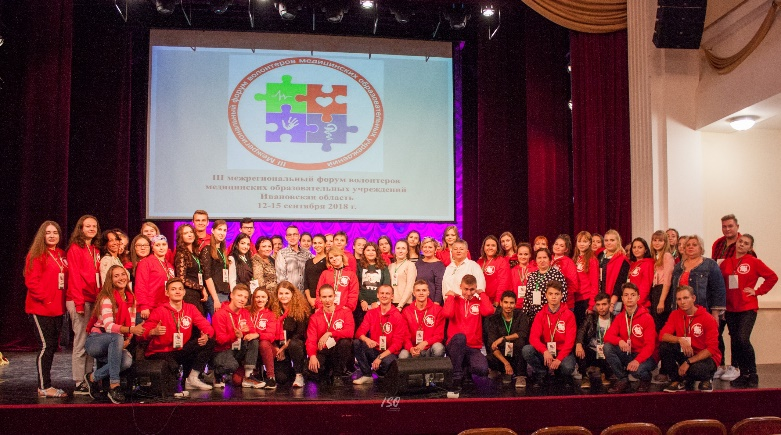 III Межрегиональный форум волонтеров медицинских образовательных учреждений
III межрегиональный форум волонтеров
медицинских образовательных учреждений
Ивановская область
12-15 сентября 2018 г.
ISO